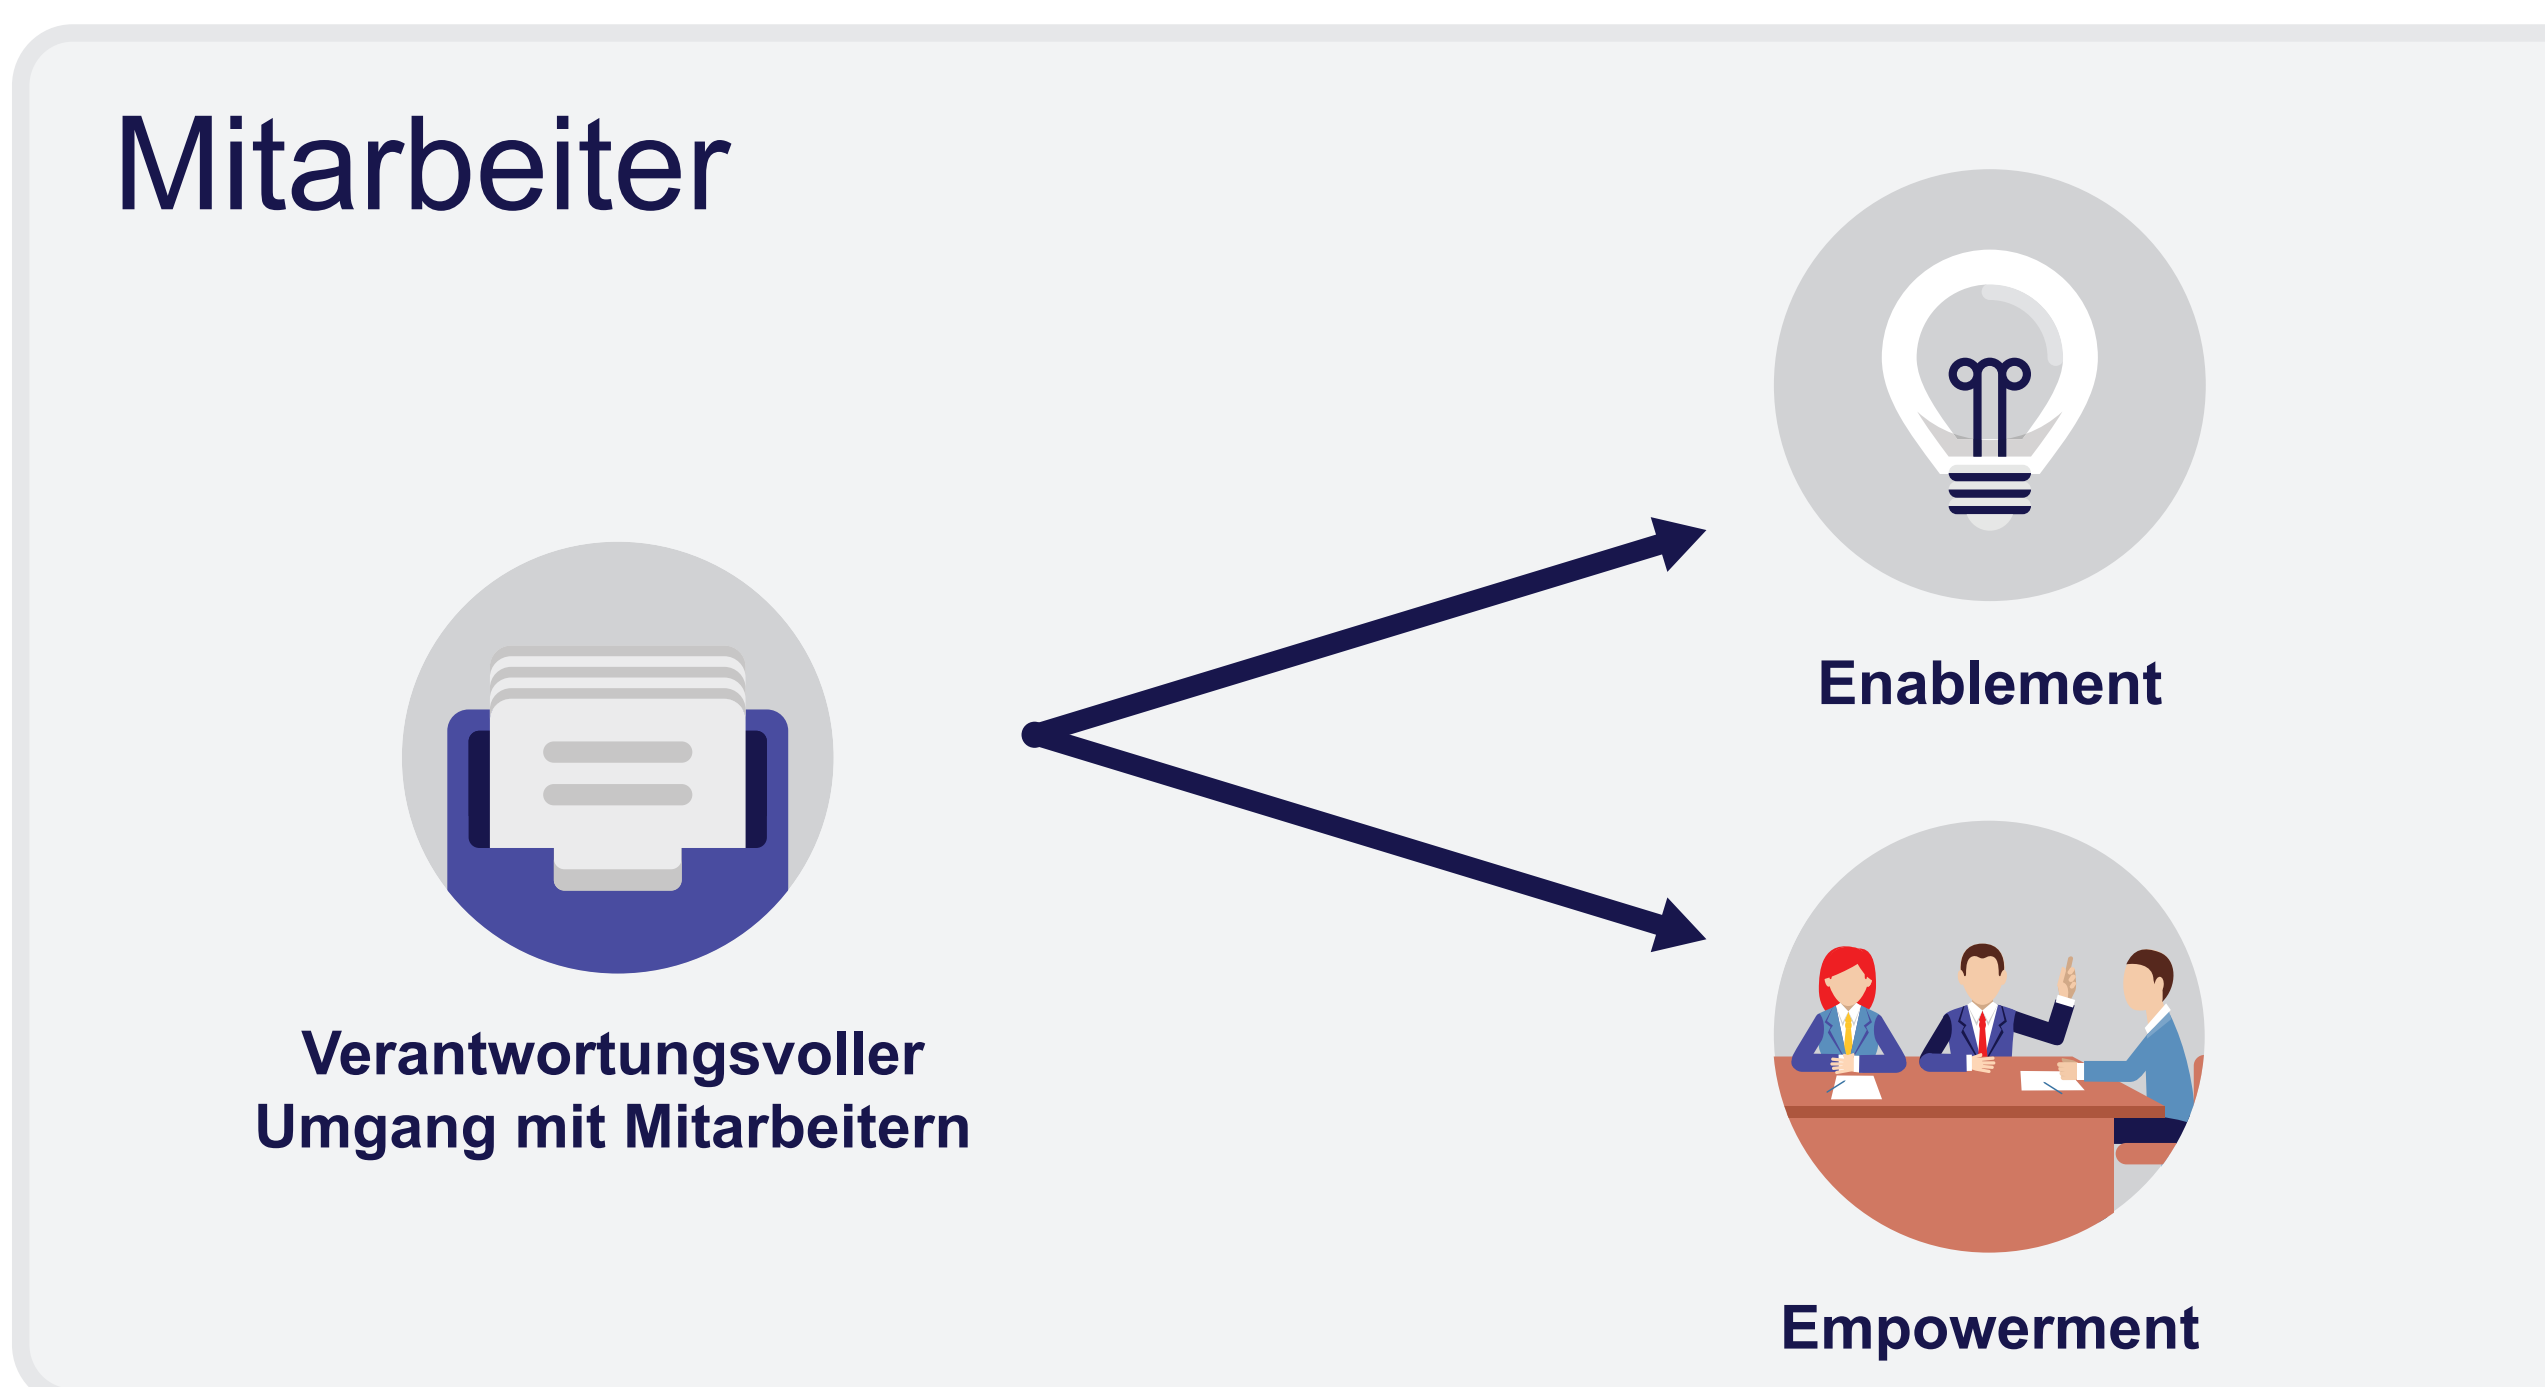 Mitarbeiter
Enablement
Verantwortungsvoller
Umgang mit Mitarbeitern
Empowerment